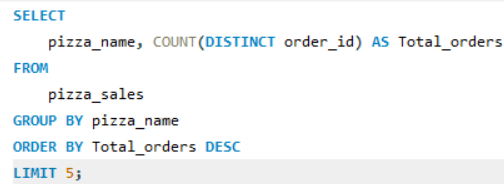 SELECT
pizza_name, COUNT(DISTINCT order_id) AS Total_orders
FROM
pizza_sales
GROUP BY pizza_name
ORDER BY Total_orders DESC
LIMIT 5;